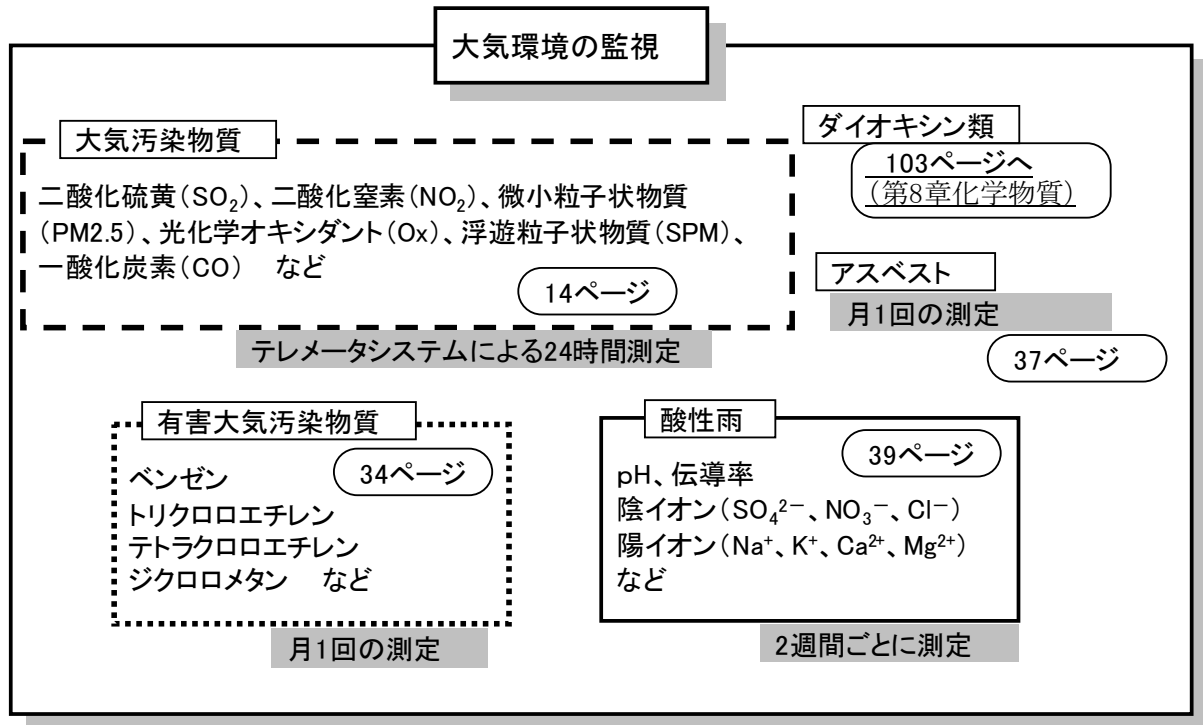 大気環境の監視
大気汚染物質
二酸化硫黄(SO₂)、二酸化窒素(NO₂)、微小粒子状物質
(PM2.5)、光化学オキシダント(Ox)、浮遊粒子状物質(SPM)、
一酸化炭素(CO) など
14ページ
テレメータシステムによる24時間測定
ダイオキシン類
103ページへ
(第8章化学物質)
アスベスト
月1回の測定
37ページ
有害大気汚染物質
34ページ
ベンゼン
トリクロロエチレン
テトラクロロエチレン
ジクロロメタン など
月1回の測定
酸性雨
39ページ
pH、伝導率
陰イオン(SO₄²⁻、NO₃⁻、Cl⁻)
陽イオン(Na⁺、K⁺、Ca²⁺、Mg²⁺)
など
2週間ごとに測定